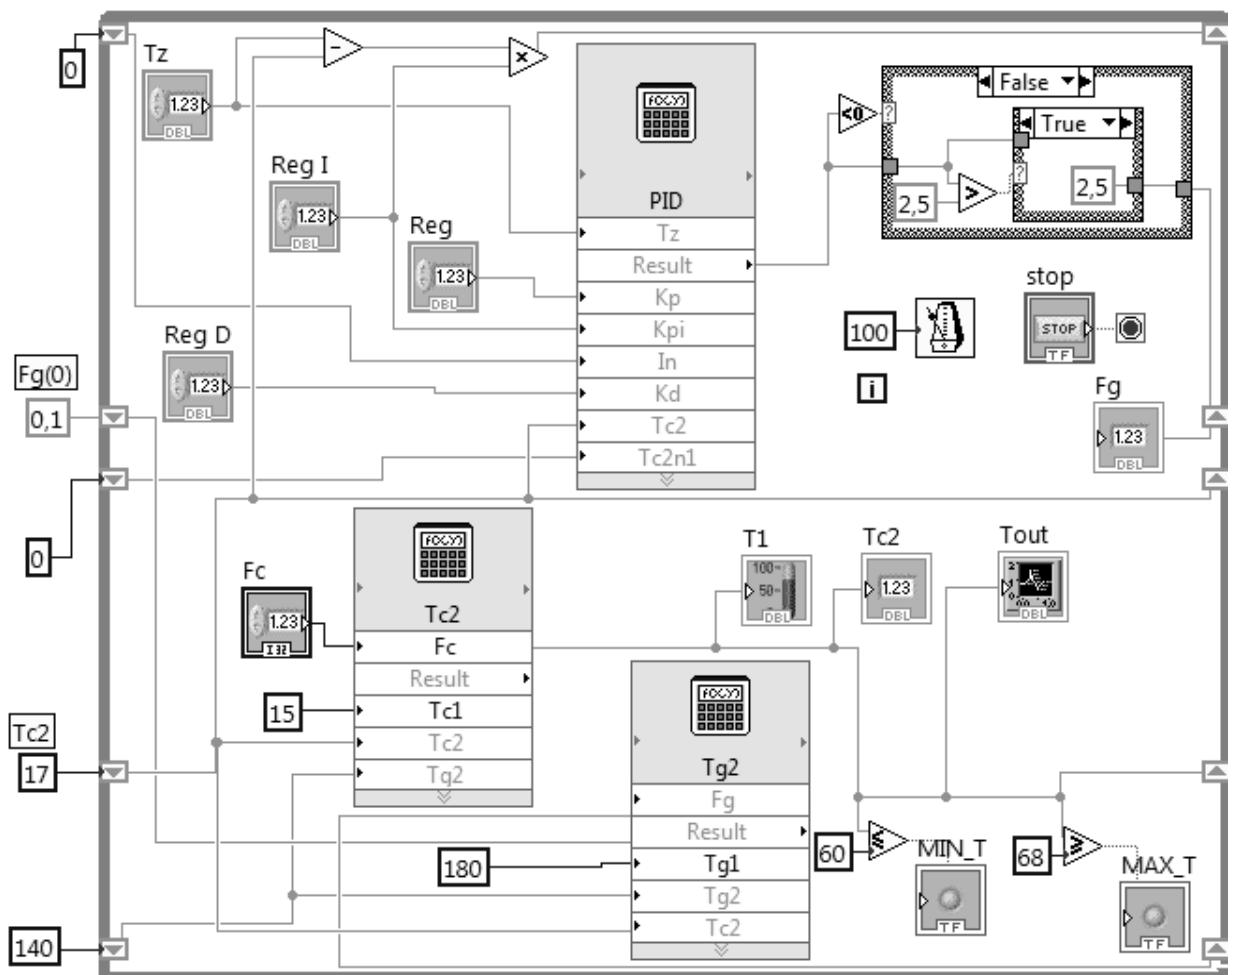 0
Tz
1.23
DBL
Reg I
1.23
DBL
Reg
1.23
DBL
Reg D
1.23
DBL
f(x,y)
PID
Tz
Result
Kp
Kpi
In
Kd
Tc2
Tc2n1
<0
False
?
True
?
2,5
>
2,5
100
i
stop
STOP
TF
Fg
1.23
DBL
Fg(0)
0,1
0
Fc
1.23
I32
f(x,y)
Tc2
Fc
Result
Tc1
Tc2
Tg2
15
Tc2
17
140
T1
100
50
DBL
Tc2
1.23
DBL
Tout
DBL
f(x,y)
Tg2
Fg
Result
Tg1
Tg2
Tc2
180
60
≤
MIN_T
TF
68
≥
MAX_T
TF